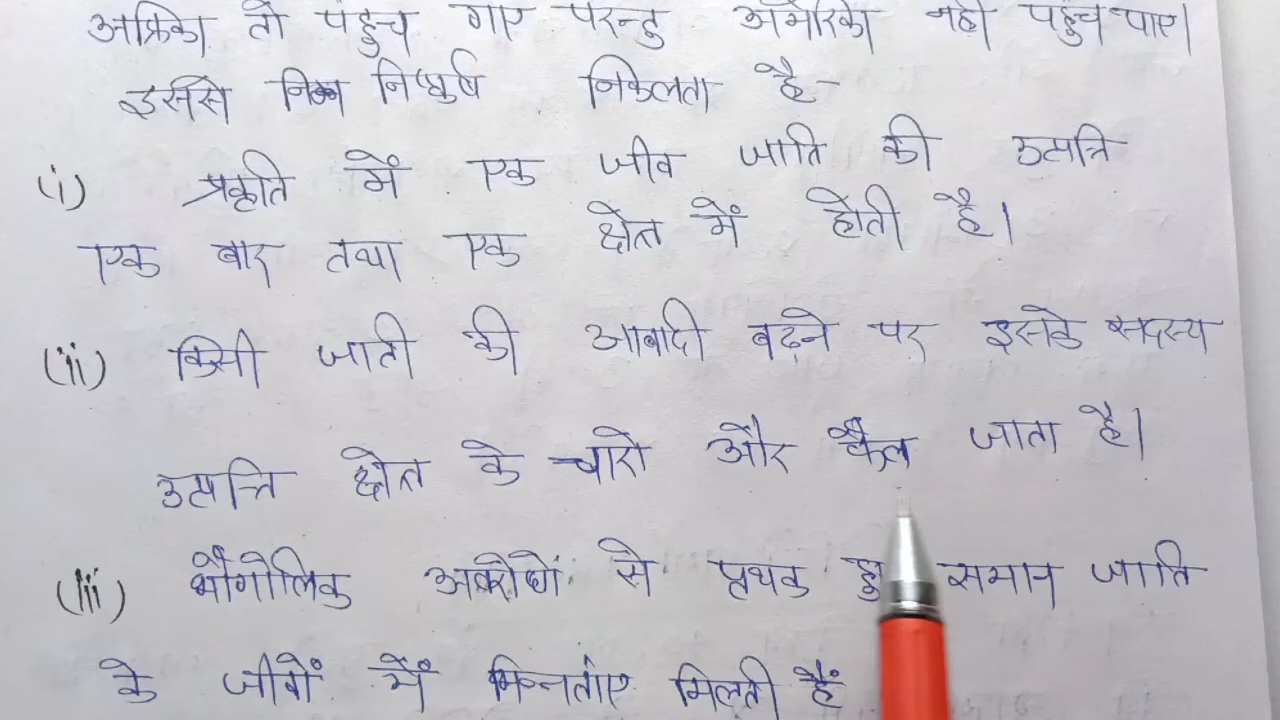 अफ्रिका तो पहुंच गए परन्तु अमेरिका नही पहुंच पाए।
इससे निम्न निष्कर्ष निकलता है-
(i) प्रकृति में एक जीव जाति की उत्पत्ति
एक बार तथा एक क्षेत्र में होती है।
(ii) किसी जाती की आबादी बढ़ने पर इसके सदस्य
उत्पत्ति क्षेत्र के चारो और फैल जाता है।
(iii) भौगोलिक अवरोधों से पृथक समान जाति
के जीवों में भिन्नताए मिलती हैं